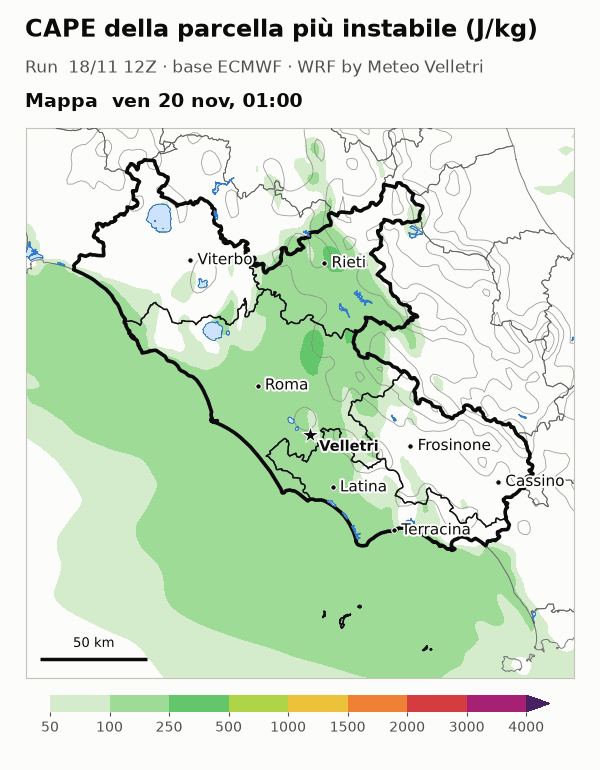 CAPE della parcella più instabile (J/kg)
Run 18/11 12Z · base ECMWF · WRF by Meteo Velletri
Mappa ven 20 nov, 01:00
Viterbo
Rieti
Roma
Velletri
Frosinone
Latina
Cassino
Terracina
50 km
50 100 250 500 1000 1500 2000 3000 4000